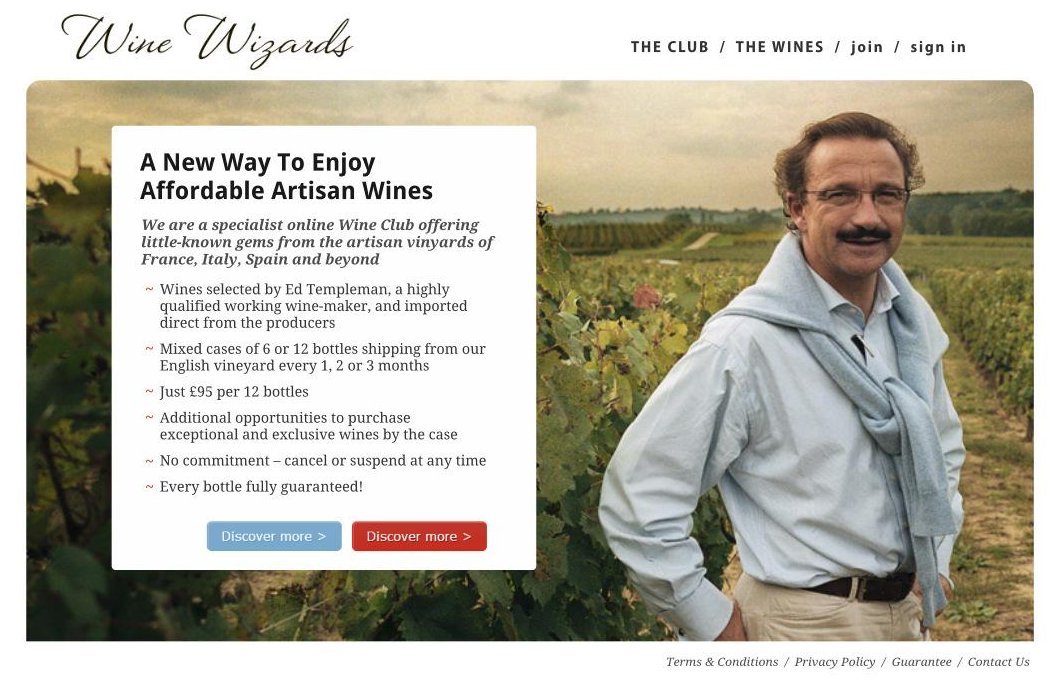 Wine Wizards
THE CLUB / THE WINES / join / sign in
A New Way To Enjoy
Affordable Artisan Wines
We are a specialist online Wine Club offering
little-known gems from the artisan vinyards of
France, Italy, Spain and beyond
~ Wines selected by Ed Templeman, a highly
qualified working wine-maker, and imported
direct from the producers
~ Mixed cases of 6 or 12 bottles shipping from our
English vineyard every 1, 2 or 3 months
~ Just £95 per 12 bottles
~ Additional opportunities to purchase
exceptional and exclusive wines by the case
~ No commitment – cancel or suspend at any time
~ Every bottle fully guaranteed!
Discover more > Discover more >
Terms & Conditions / Privacy Policy / Guarantee / Contact Us